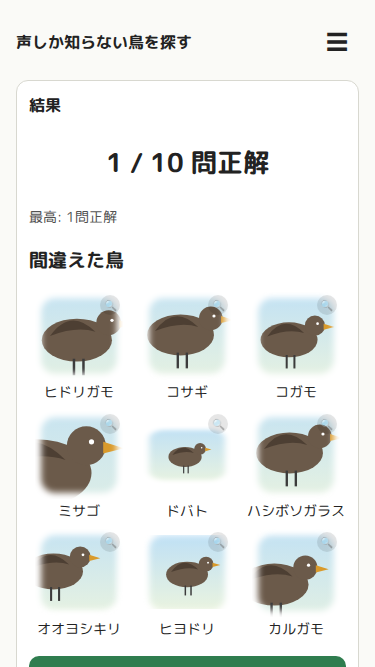 声しか知らない鳥を探す
結果
1 / 10 問正解
最高: 1問正解
間違えた鳥
ヒドリガモ
コサギ
コガモ
ミサゴ
ドバト
ハシボソガラス
オオヨシキリ
ヒヨドリ
カルガモ